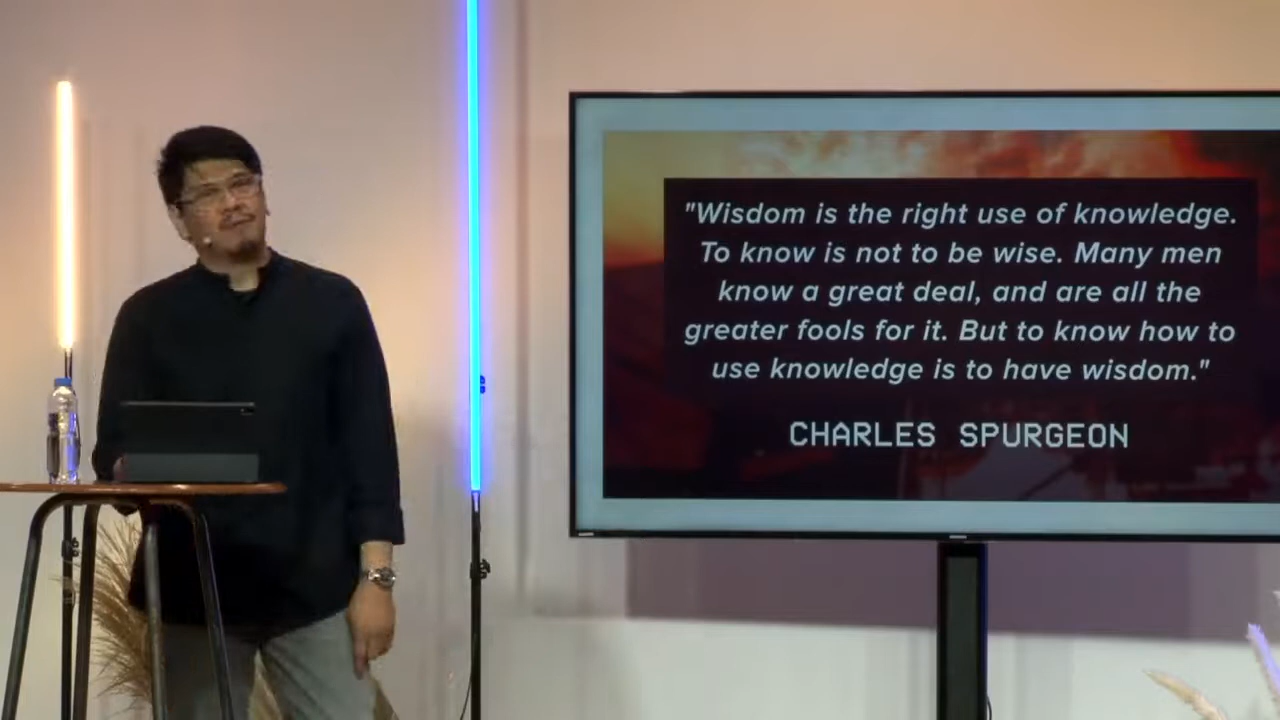 "Wisdom is the right use of knowledge.
To know is not to be wise. Many men
know a great deal, and are all the
greater fools for it. But to know how to
use knowledge is to have wisdom."
CHARLES SPURGEON